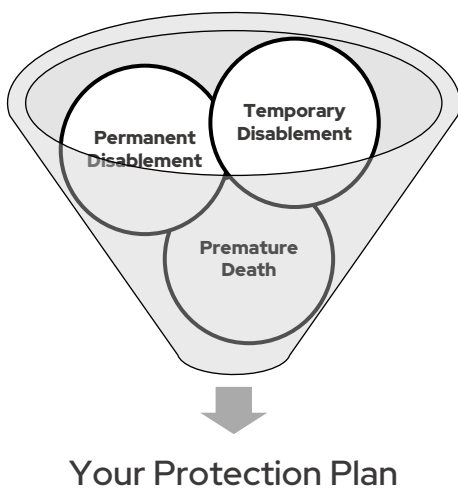 Temporary
Disablement
Permanent
Disablement
Premature
Death
Your Protection Plan